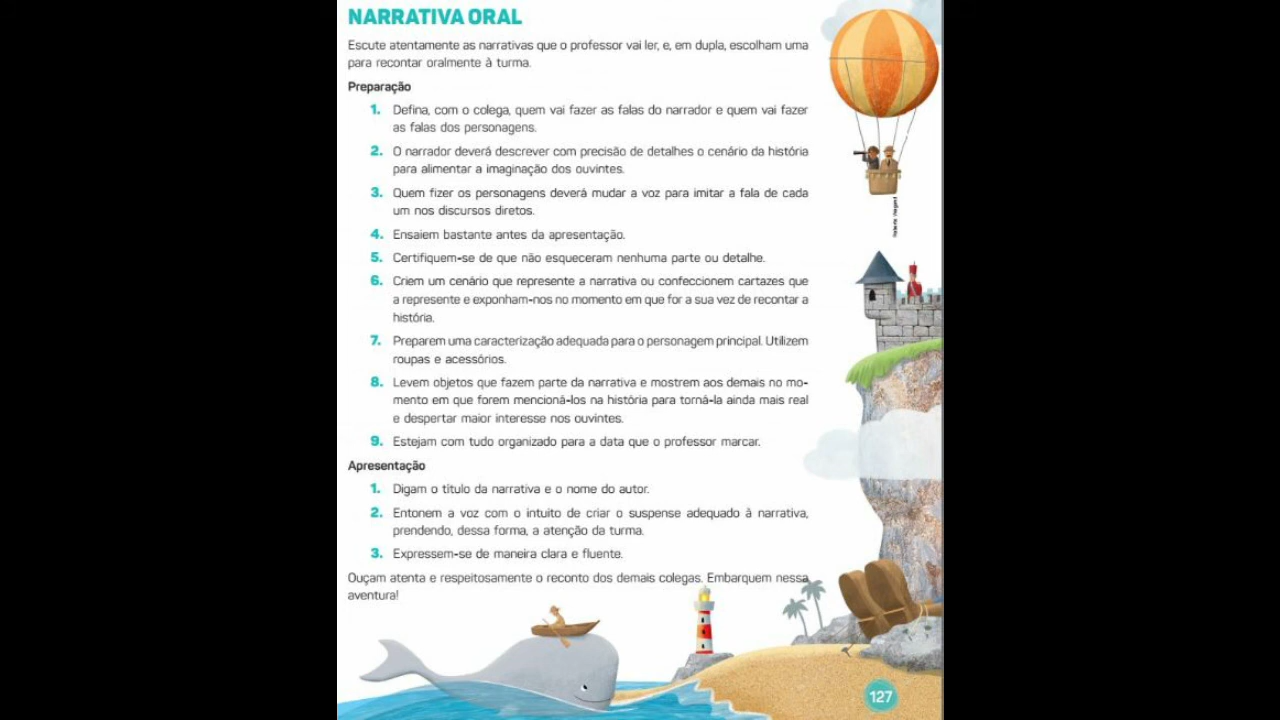 NARRATIVA ORAL
Escute atentamente as narrativas que o professor vai ler, e, em dupla, escolham uma
para recontar oralmente à turma.
Preparação
1. Defina, com o colega, quem vai fazer as falas do narrador e quem vai fazer
as falas dos personagens.
2. O narrador deverá descrever com precisão de detalhes o cenário da história
para alimentar a imaginação dos ouvintes.
3. Quem fizer os personagens deverá mudar a voz para imitar a fala de cada
um nos discursos diretos.
4. Ensaiem bastante antes da apresentação.
5. Certifiquem-se de que não esqueceram nenhuma parte ou detalhe.
6. Criem um cenário que represente a narrativa ou confeccionem cartazes que
a represente e exponham-nos no momento em que for a sua vez de recontar a
história.
7. Preparem uma caracterização adequada para o personagem principal. Utilizem
roupas e acessórios.
8. Levem objetos que fazem parte da narrativa e mostrem aos demais no mo-
mento em que forem mencioná-los na história para torná-la ainda mais real
e despertar maior interesse nos ouvintes.
9. Estejam com tudo organizado para a data que o professor marcar.
Apresentação
1. Digam o título da narrativa e o nome do autor.
2. Entonem a voz com o intuito de criar o suspense adequado à narrativa,
prendendo, dessa forma, a atenção da turma.
3. Expressem-se de maneira clara e fluente.
Ouçam atenta e respeitosamente o reconto dos demais colegas. Embarquem nessa
aventura!
127